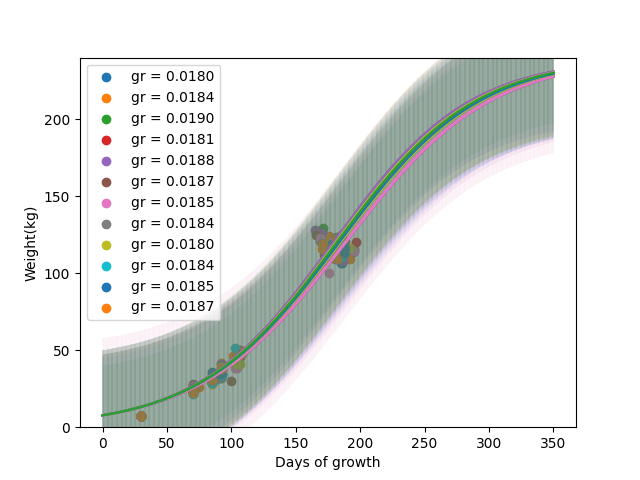 gr = 0.0180
gr = 0.0184
gr = 0.0190
gr = 0.0181
gr = 0.0188
gr = 0.0187
gr = 0.0185
gr = 0.0184
gr = 0.0180
gr = 0.0184
gr = 0.0185
gr = 0.0187
Weight(kg)
200
150
100
50
0
0 50 100 150 200 250 300 350
Days of growth